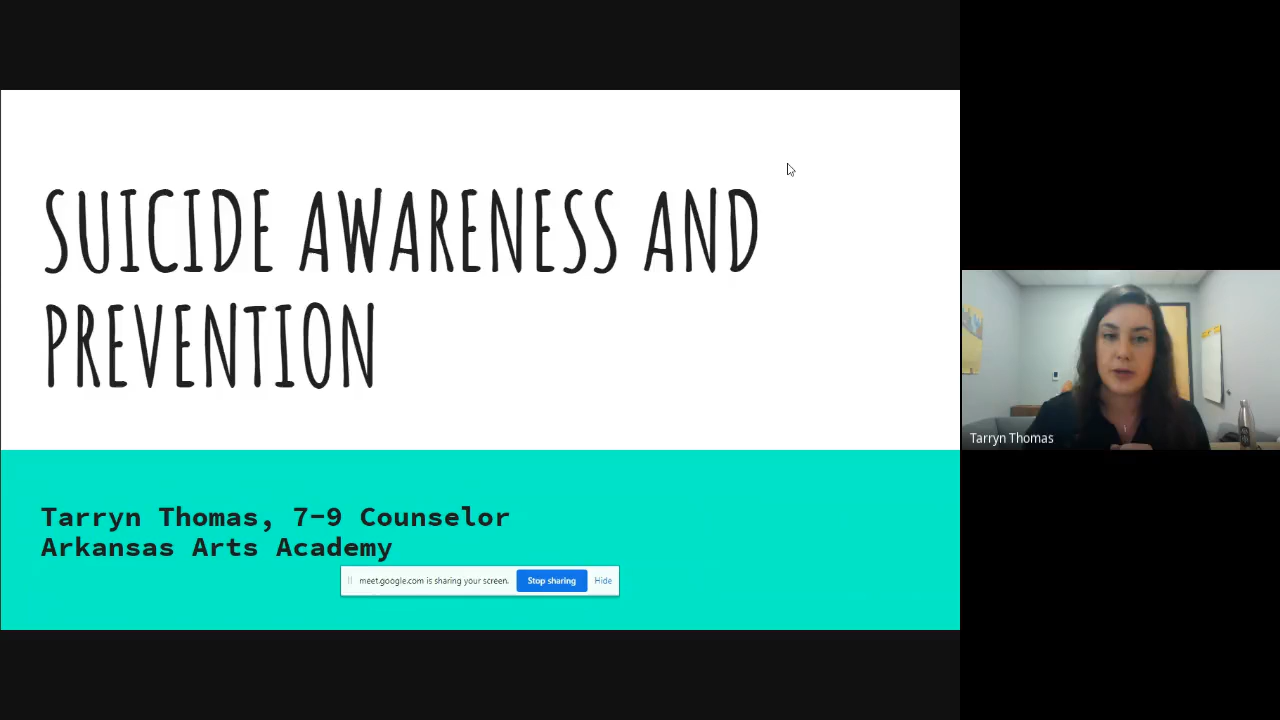 SUICIDE AWARENESS AND
PREVENTION
Tarryn Thomas, 7-9 Counselor
Arkansas Arts Academy
meet.google.com is sharing your screen.
Stop sharing
Hide
Tarryn Thomas